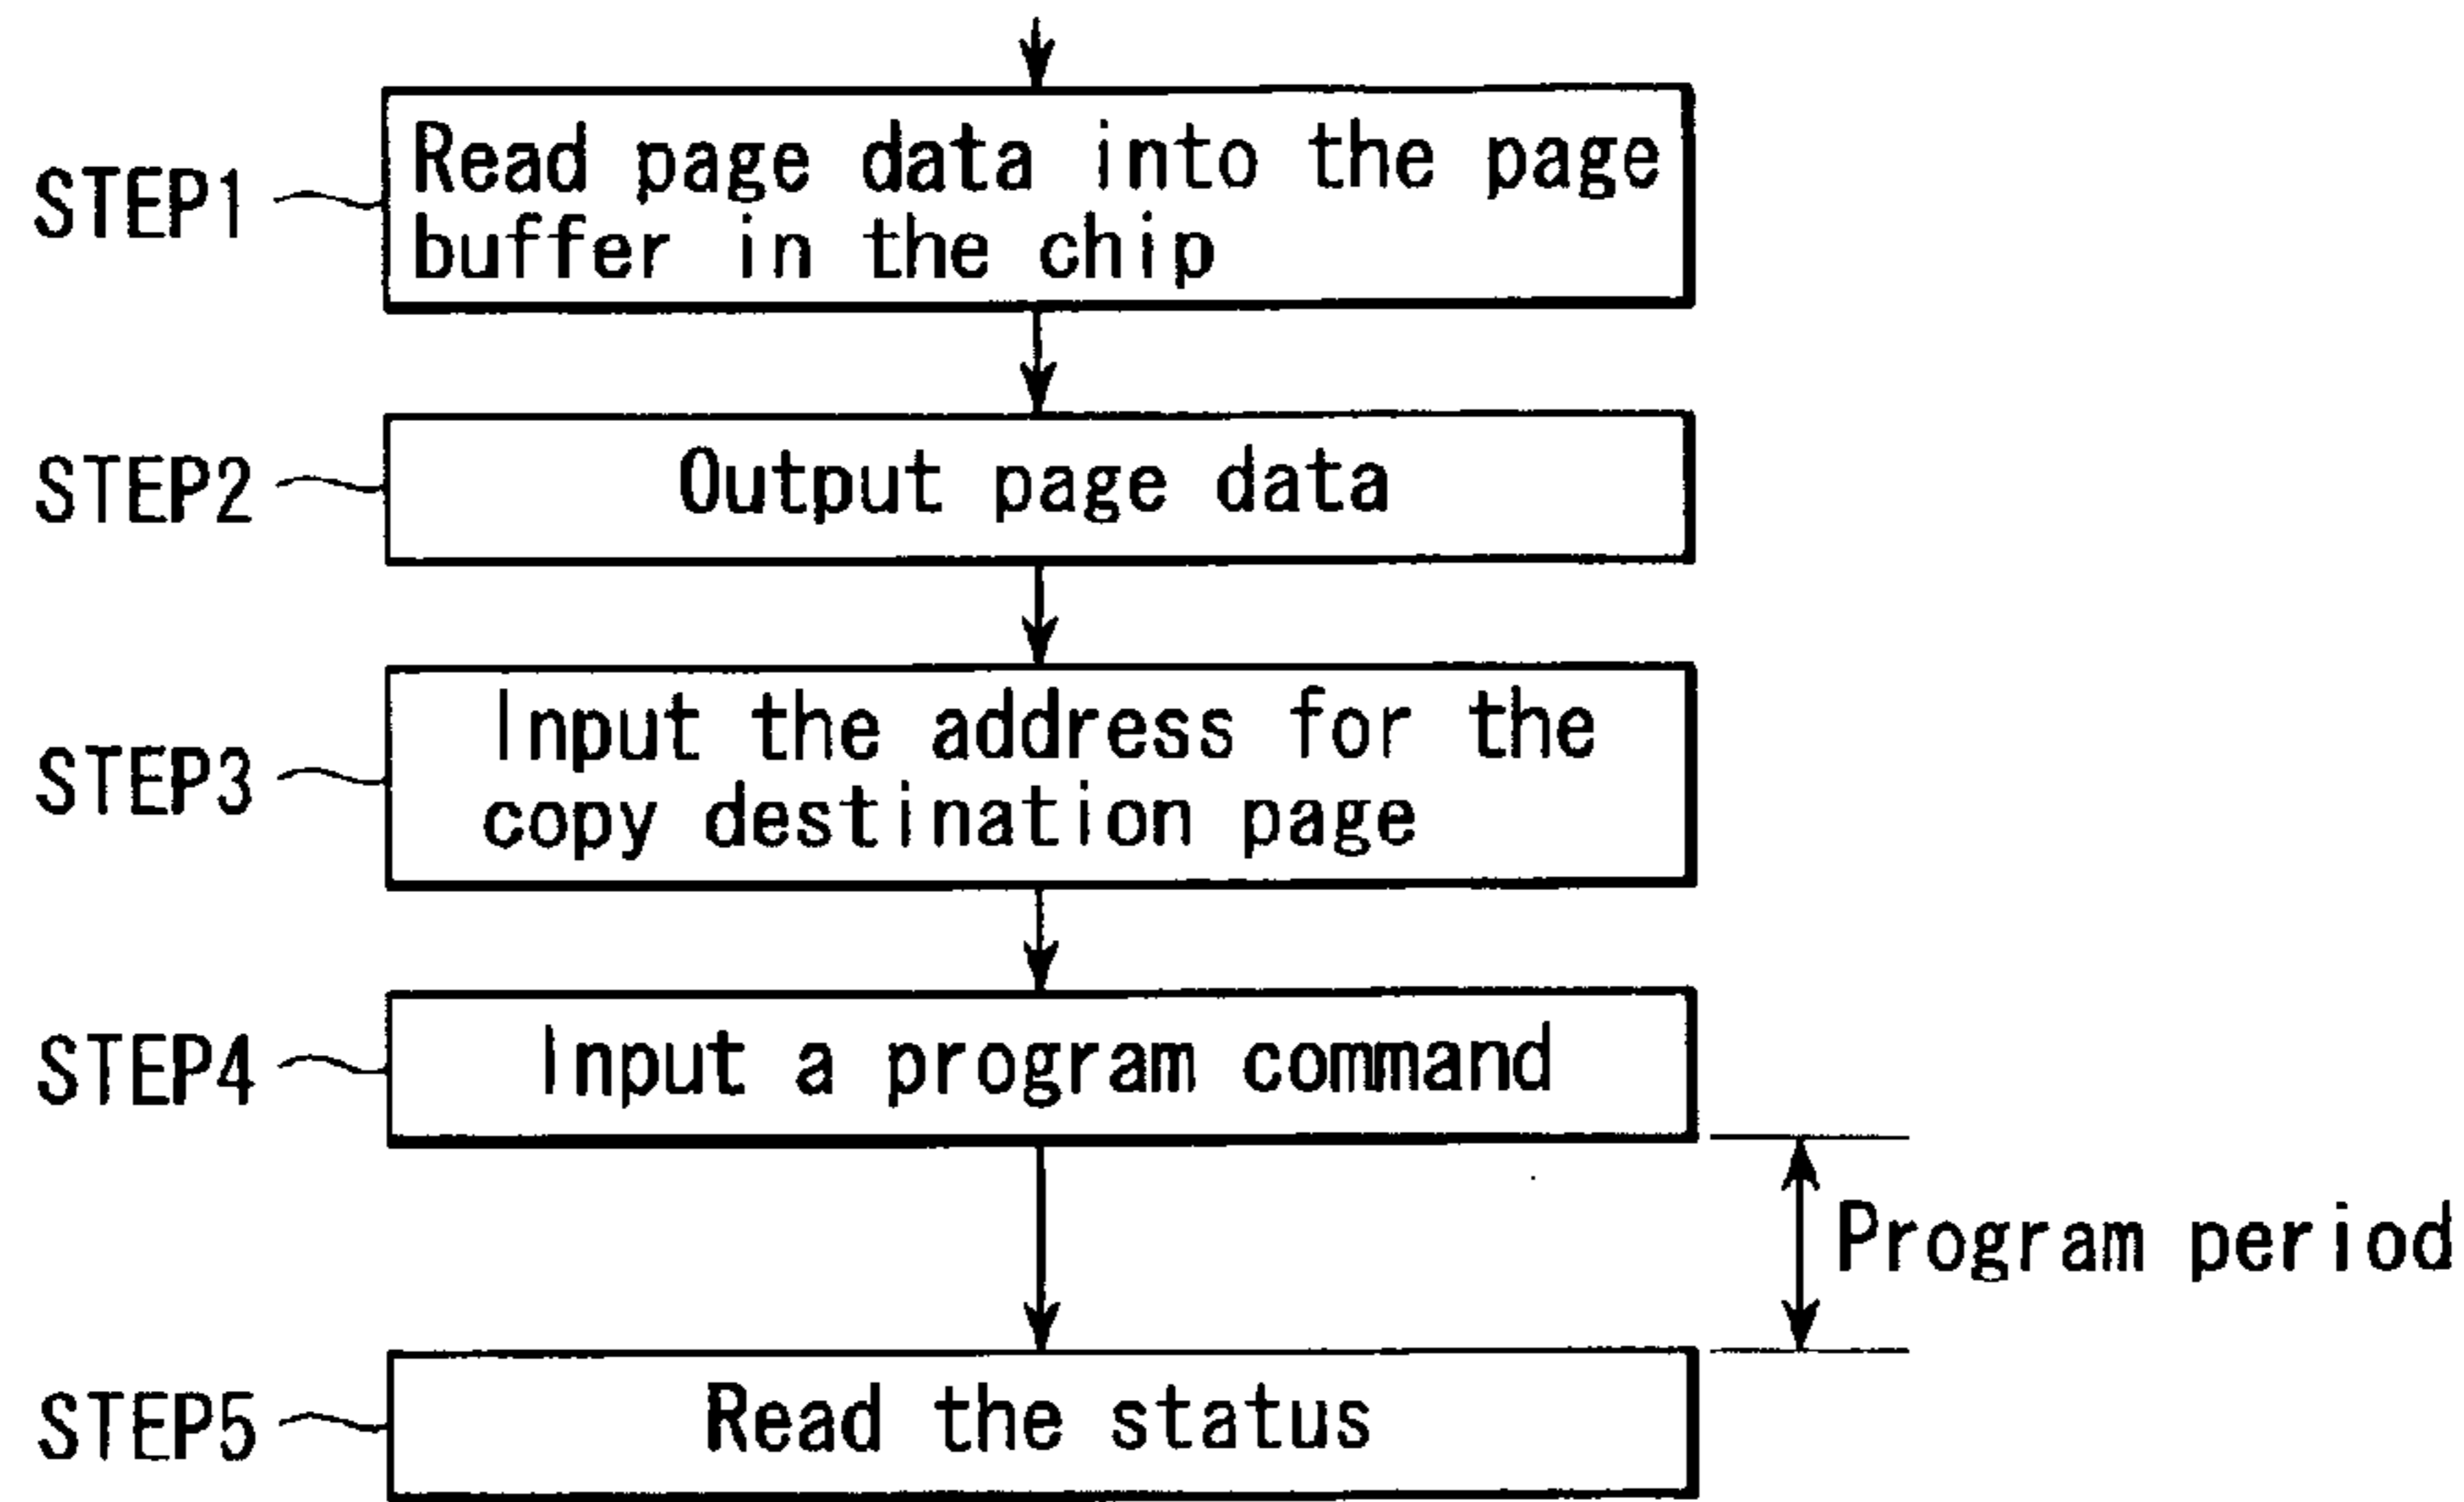 STEP1
Read page data into the page
buffer in the chip
STEP2
Output page data
STEP3
Input the address for the
copy destination page
STEP4
Input a program command
Program period
STEP5
Read the status